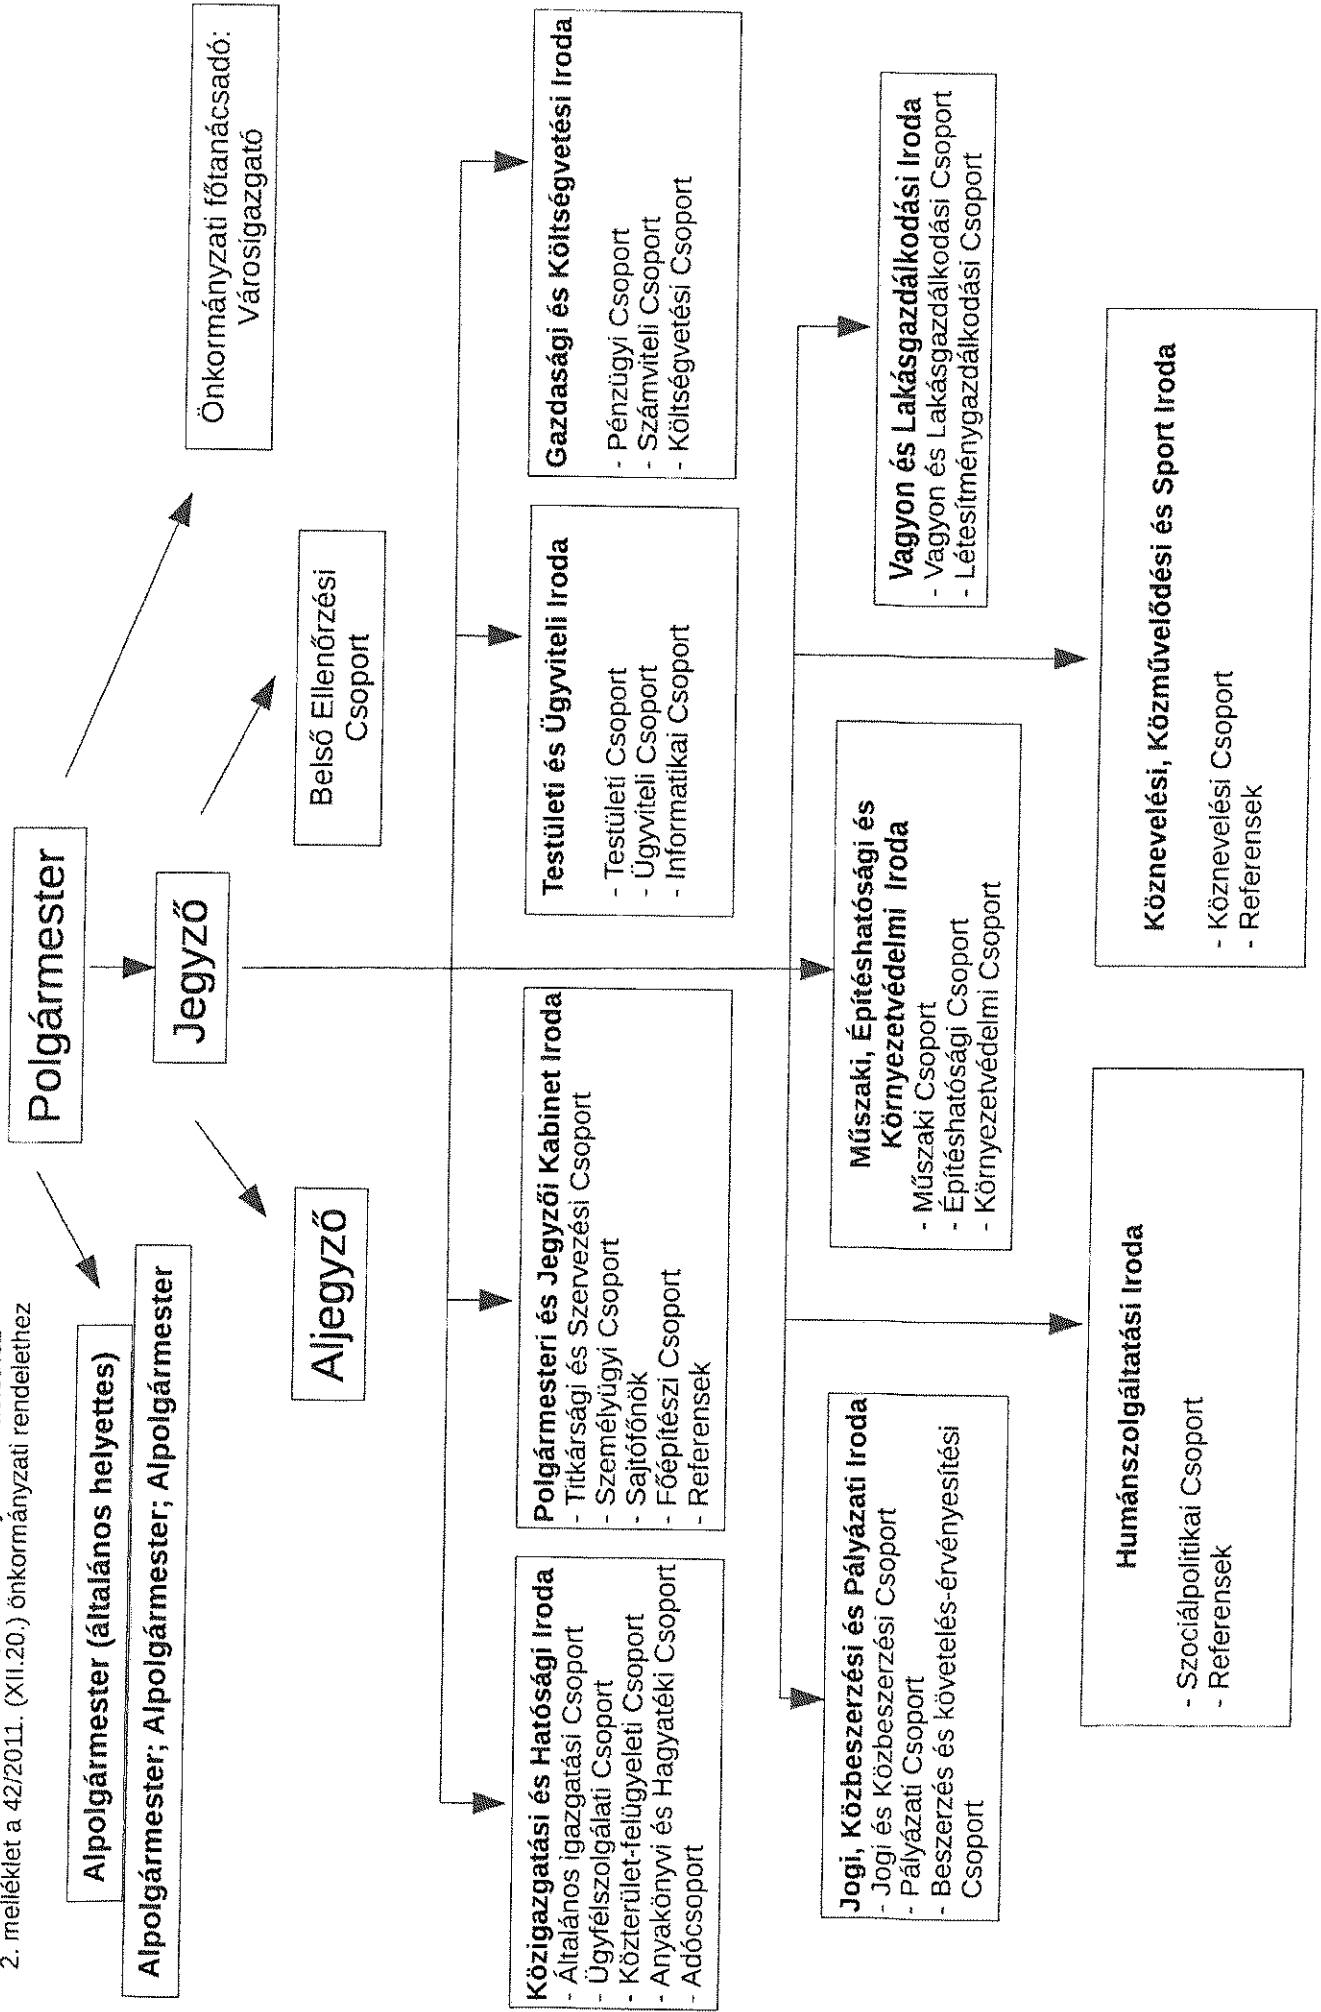 2. melléklet a 42/2011. (XII.20.) önkormányzati rendelethez
Polgármester
Önkormányzati főtanácsadó:
Városigazgató
Alpolgármester (általános helyettes)
Alpolgármester; Alpolgármester; Alpolgármester
Jegyző
Aljegyző
Belső Ellenőrzési
Csoport
Közigazgatási és Hatósági Iroda
- Általános igazgatási Csoport
- Ügyfélszolgálati Csoport
- Közterület-felügyeleti Csoport
- Anyakönyvi és Hagyatéki Csoport
- Adócsoport
Polgármesteri és Jegyzői Kabinet Iroda
- Titkársági és Szervezési Csoport
- Személyügyi Csoport
- Sajtófőnök
- Főépítészi Csoport
- Referensek
Testületi és Ügyviteli Iroda
- Testületi Csoport
- Ügyviteli Csoport
- Informatikai Csoport
Gazdasági és Költségvetési Iroda
- Pénzügyi Csoport
- Számviteli Csoport
- Költségvetési Csoport
Jogi, Közbeszerzési és Pályázati Iroda
- Jogi és Közbeszerzési Csoport
- Pályázati Csoport
- Beszerzés és követelés-érvényesítési
Csoport
Műszaki, Építéshatósági és
Környezetvédelmi Iroda
- Műszaki Csoport
- Építéshatósági Csoport
- Környezetvédelmi Csoport
Vagyon és Lakásgazdálkodási Iroda
- Vagyon és Lakásgazdálkodási Csoport
- Létesítménygazdálkodási Csoport
Humánszolgáltatási Iroda
- Szociálpolitikai Csoport
- Referensek
Köznevelési, Közművelődési és Sport Iroda
- Köznevelési Csoport
- Referensek